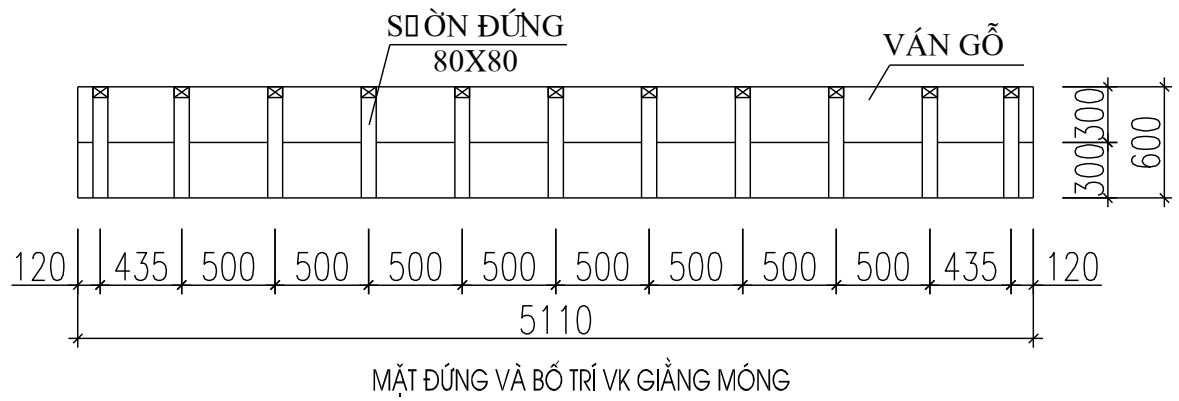 S▯ỜN ĐỨNG
80X80
VÁN GỖ
300
300
600
120 435 500 500 500 500 500 500 500 500 435 120
5110
MẶT ĐỨNG VÀ BỐ TRÍ VK GIẰNG MÓNG